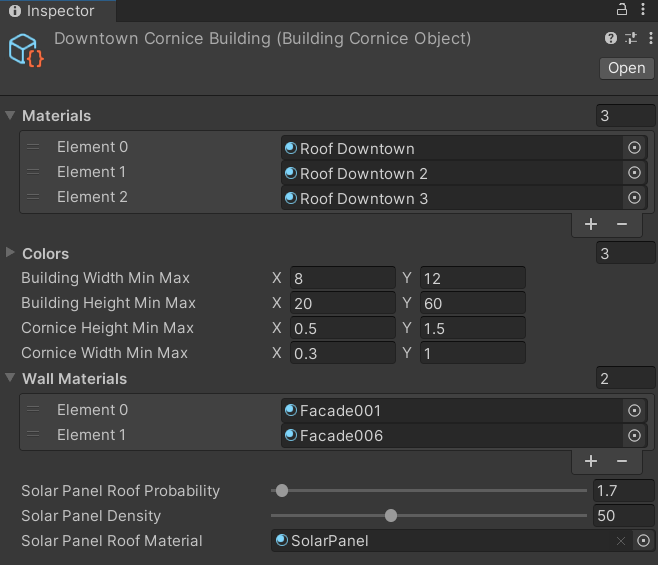 Inspector
Downtown Cornice Building (Building Cornice Object)
Open
Materials 3
Element 0 Roof Downtown
Element 1 Roof Downtown 2
Element 2 Roof Downtown 3
Colors 3
Building Width Min Max X 8 Y 12
Building Height Min Max X 20 Y 60
Cornice Height Min Max X 0.5 Y 1.5
Cornice Width Min Max X 0.3 Y 1
Wall Materials 2
Element 0 Facade001
Element 1 Facade006
Solar Panel Roof Probability 1.7
Solar Panel Density 50
Solar Panel Roof Material SolarPanel